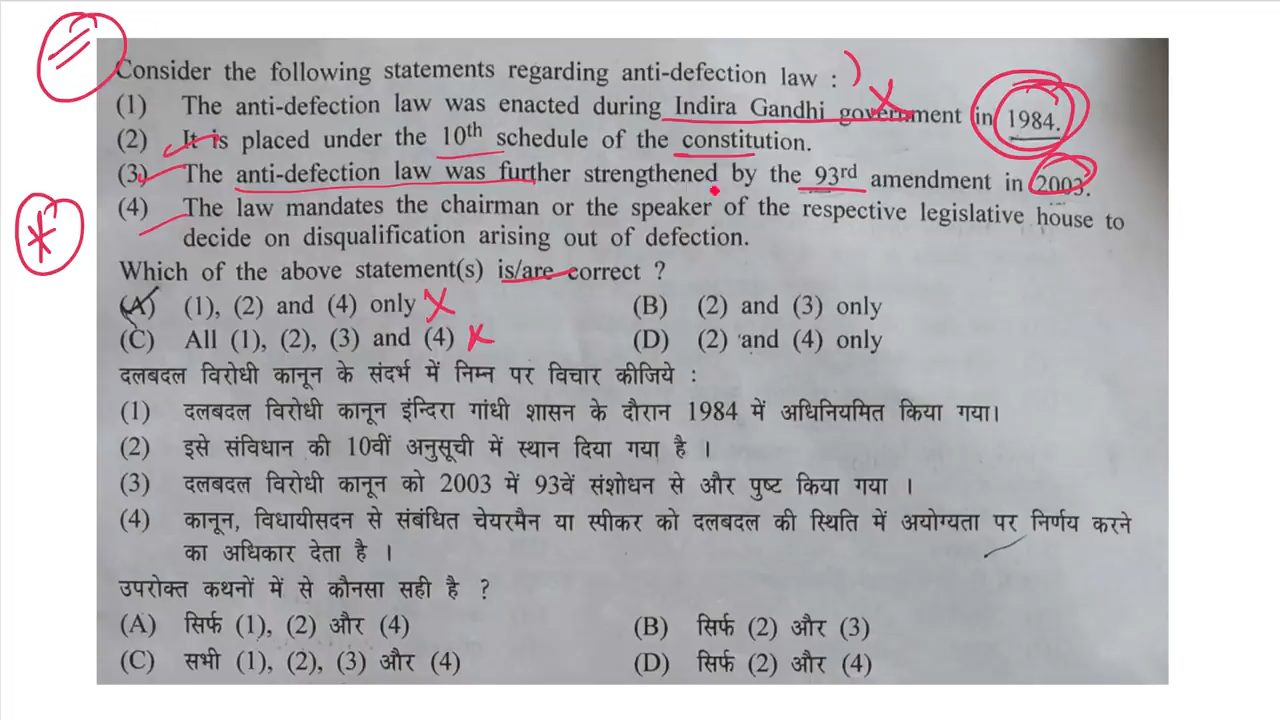 Consider the following statements regarding anti-defection law :
(1) The anti-defection law was enacted during Indira Gandhi government in 1984.
(2) It is placed under the 10th schedule of the constitution.
(3) The anti-defection law was further strengthened by the 93rd amendment in 2003.
(4) The law mandates the chairman or the speaker of the respective legislative house to
decide on disqualification arising out of defection.
Which of the above statement(s) is/are correct ?
(A) (1), (2) and (4) only (B) (2) and (3) only
(C) All (1), (2), (3) and (4) (D) (2) and (4) only
दलबदल विरोधी कानून के संदर्भ में निम्न पर विचार कीजिये :
(1) दलबदल विरोधी कानून इंन्दिरा गांधी शासन के दौरान 1984 में अधिनियमित किया गया।
(2) इसे संविधान की 10वीं अनुसूची में स्थान दिया गया है ।
(3) दलबदल विरोधी कानून को 2003 में 93वें संशोधन से और पुष्ट किया गया ।
(4) कानून, विधायीसदन से संबंधित चेयरमैन या स्पीकर को दलबदल की स्थिति में अयोग्यता पर निर्णय करने
का अधिकार देता है ।
उपरोक्त कथनों में से कौनसा सही है ?
(A) सिर्फ (1), (2) और (4) (B) सिर्फ (2) और (3)
(C) सभी (1), (2), (3) और (4) (D) सिर्फ (2) और (4)